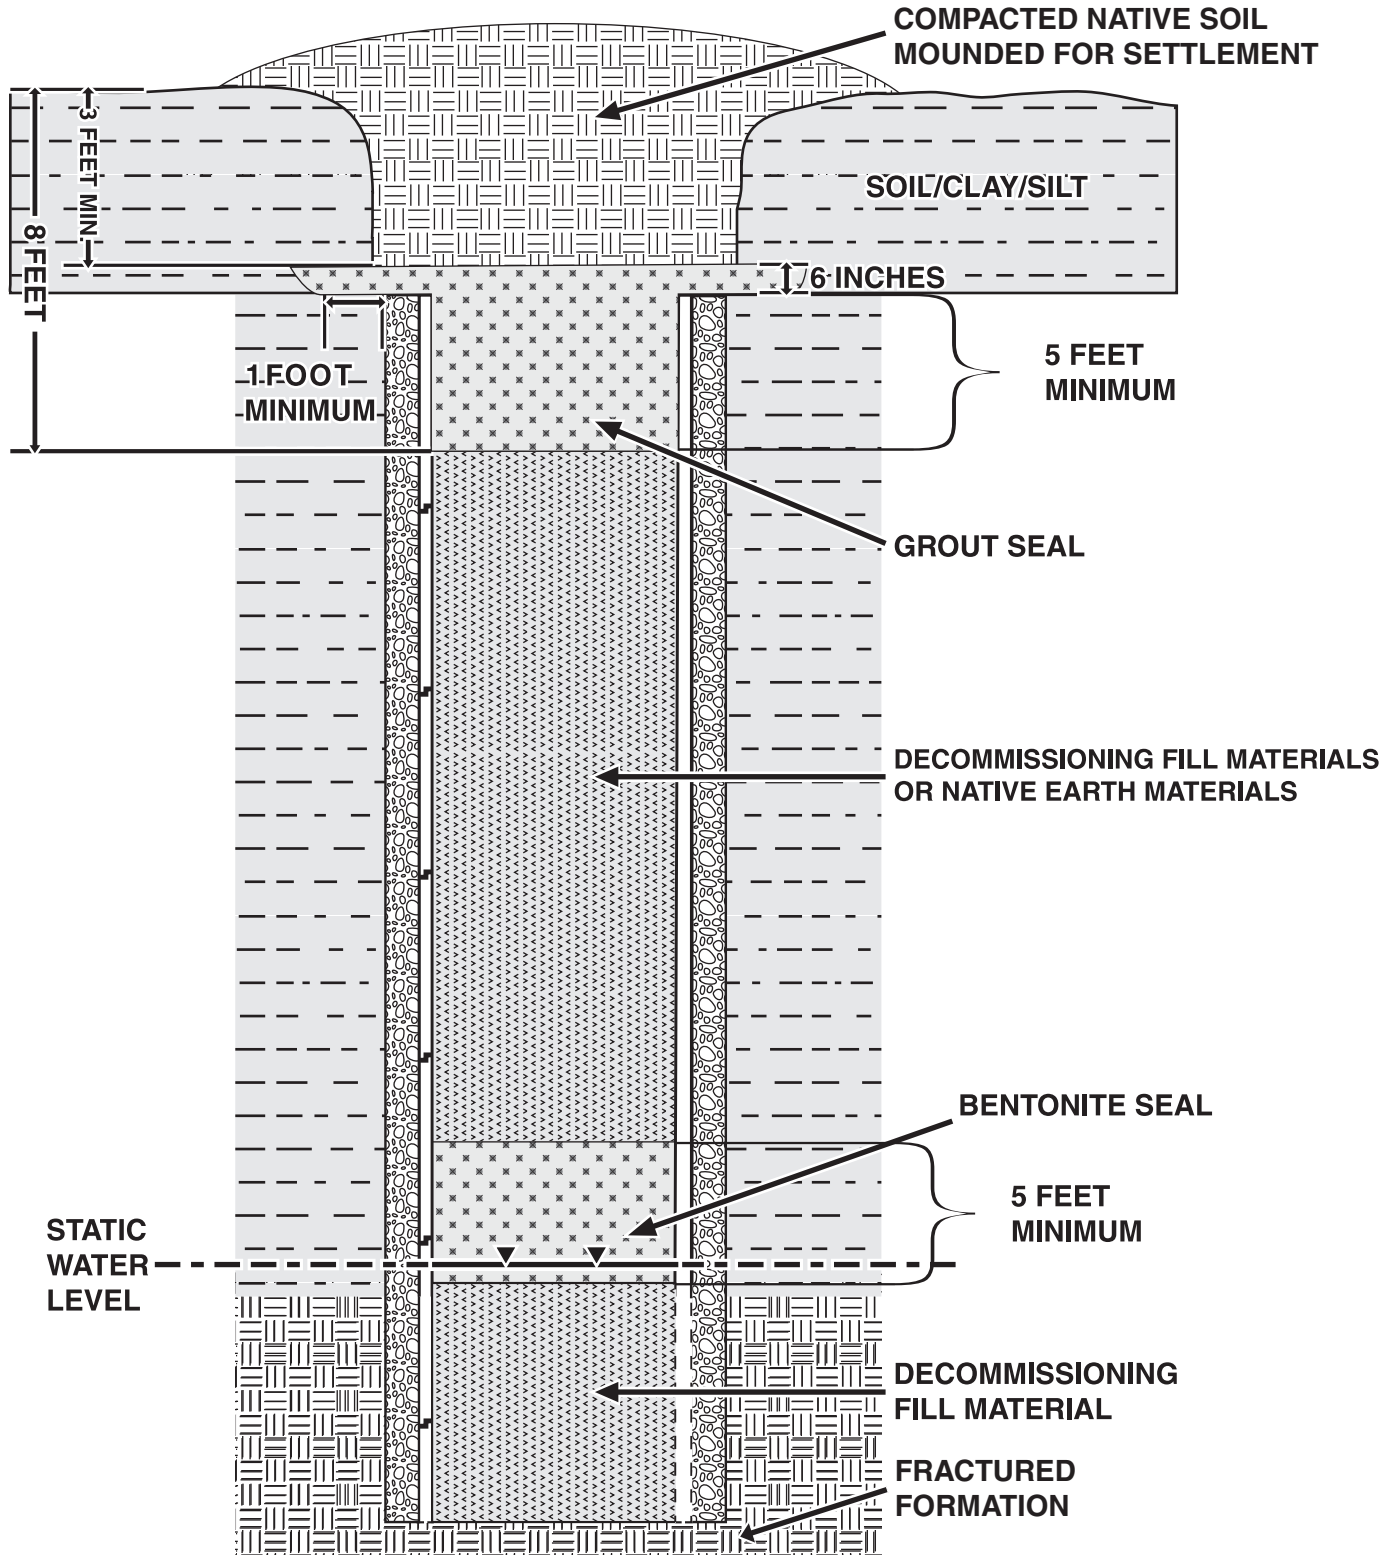 COMPACTED NATIVE SOIL
MOUNDED FOR SETTLEMENT
3 FEET MIN.
8 FEET
SOIL/CLAY/SILT
6 INCHES
1 FOOT
MINIMUM
5 FEET
MINIMUM
GROUT SEAL
DECOMMISSIONING FILL MATERIALS
OR NATIVE EARTH MATERIALS
BENTONITE SEAL
5 FEET
MINIMUM
STATIC
WATER
LEVEL
DECOMMISSIONING
FILL MATERIAL
FRACTURED
FORMATION